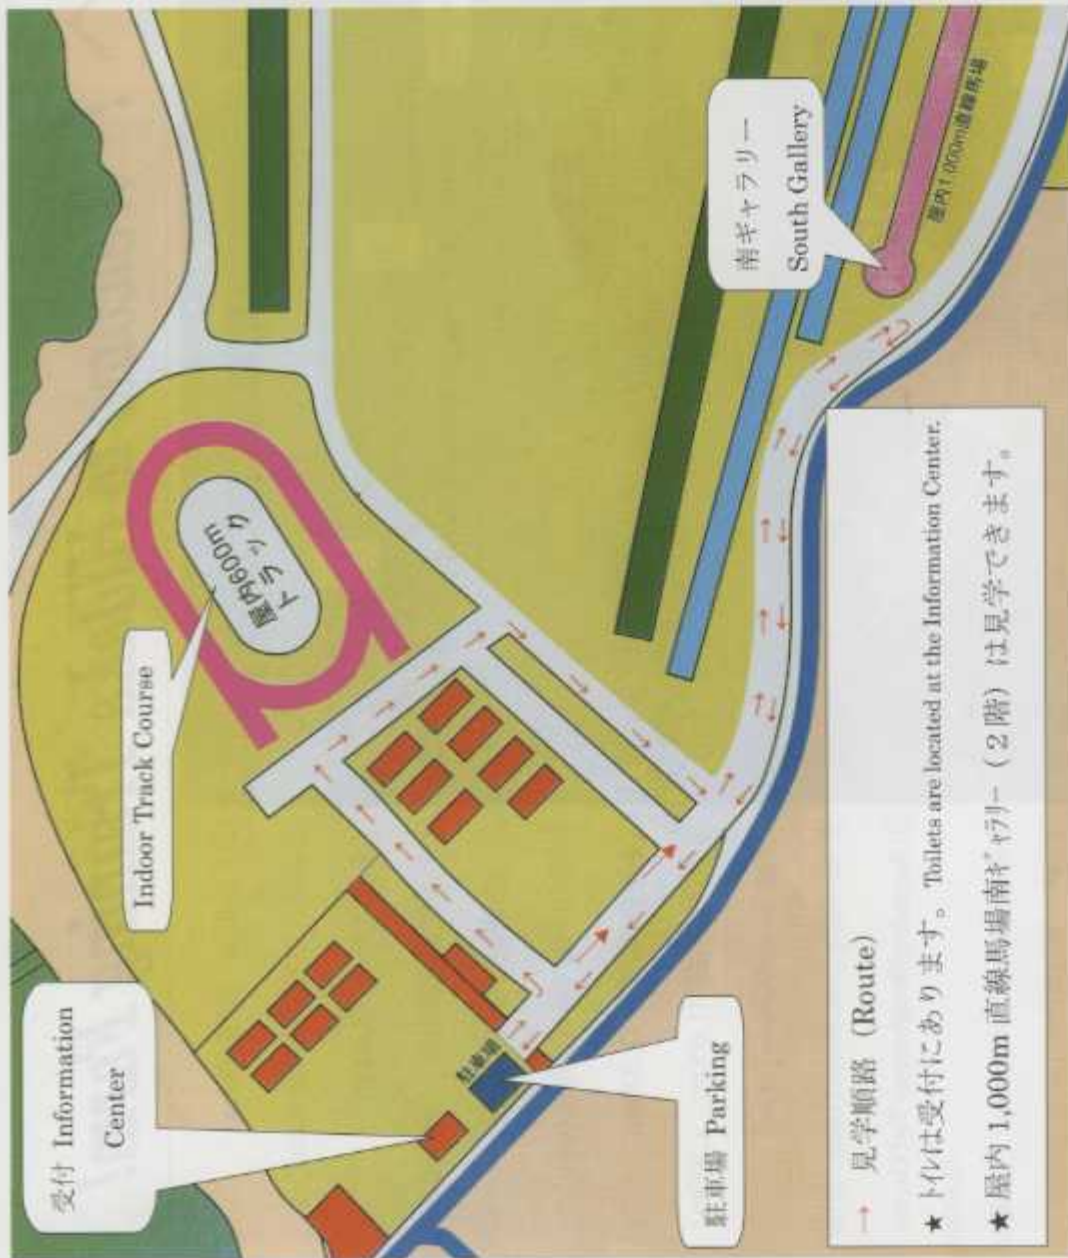 受付 Information
Center
Indoor Track Course
屋内600m
トラック
南ギャラリー
South Gallery
屋内1,000m直線馬場
駐車場
駐車場 Parking
→ 見学順路 (Route)
★ トイレは受付にあります。Toilets are located at the Information Center.
★ 屋内 1,000m 直線馬場南ｷﾞｬﾗﾘｰ (2階) は見学できます。